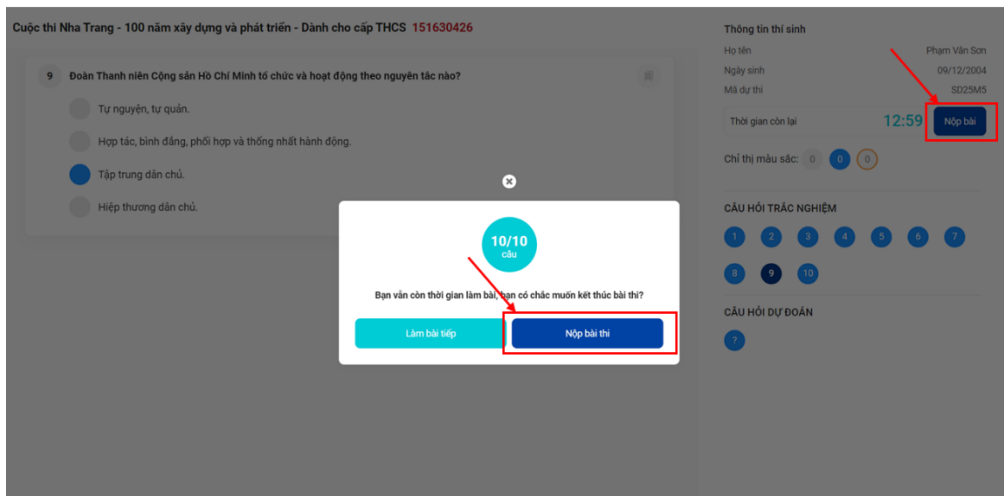 Cuộc thi Nha Trang - 100 năm xây dựng và phát triển - Dành cho cấp THCS 151630426
9 Đoàn Thanh niên Cộng sản Hồ Chí Minh tổ chức và hoạt động theo nguyên tắc nào?
Tự nguyện, tự quản.
Hợp tác, bình đẳng, phối hợp và thống nhất hành động.
Tập trung dân chủ.
Hiệp thương dân chủ.
10/10
câu
Bạn vẫn còn thời gian làm bài, bạn có chắc muốn kết thúc bài thi?
Làm bài tiếp
Nộp bài thi
Thông tin thí sinh
Họ tên Phạm Văn Sơn
Ngày sinh 09/12/2004
Mã dự thi SD25M5
Thời gian còn lại 12:59 Nộp bài
Chỉ thị màu sắc: 0 0 0
CÂU HỎI TRẮC NGHIỆM
1 2 3 4 5 6 7
8 9 10
CÂU HỎI DỰ ĐOÁN
?